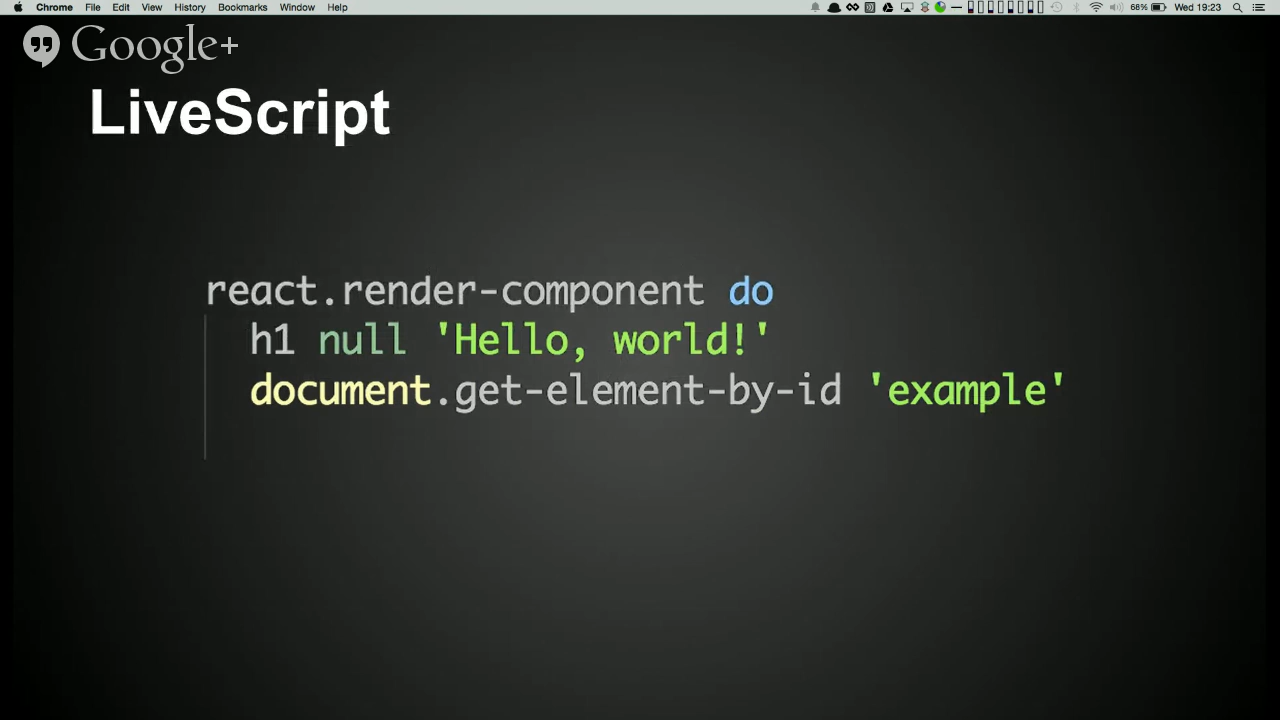 Chrome File Edit View History Bookmarks Window Help 68% Wed 19:23
Google+
LiveScript
react.render-component do
h1 null 'Hello, world!'
document.get-element-by-id 'example'